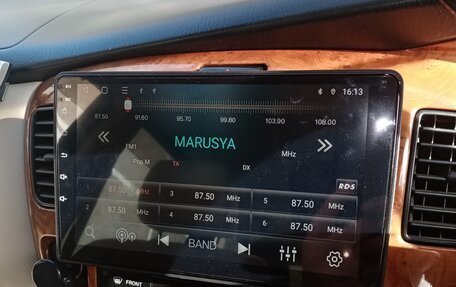 16:13
87.50 91.60 95.70 99.80 103.90 108.00
MARUSYA
FM1 MHz
Pop M TA DX
RDS
1 87.50 MHz 3 87.50 MHz 5 87.50 MHz
2 87.50 MHz 4 87.50 MHz 6 87.50 MHz
BAND
FRONT